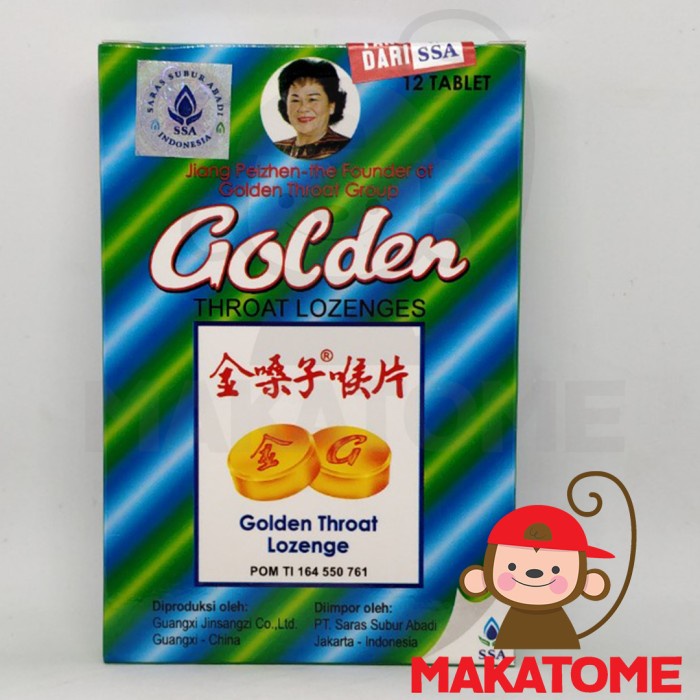 SARAS SUBUR ABADI
SSA
INDONESIA
DARI SSA
12 TABLET
Jiang Peizhen-the Founder of
Golden Throat Group
Golden
THROAT LOZENGES
金嗓子®喉片
金 G
Golden Throat
Lozenge
POM TI 164 550 761
Diproduksi oleh:
Guangxi Jinsangzi Co.,Ltd.
Guangxi - China
Diimpor oleh:
PT. Saras Subur Abadi
Jakarta - Indonesia
SSA
MAKATOME
MAKATOME